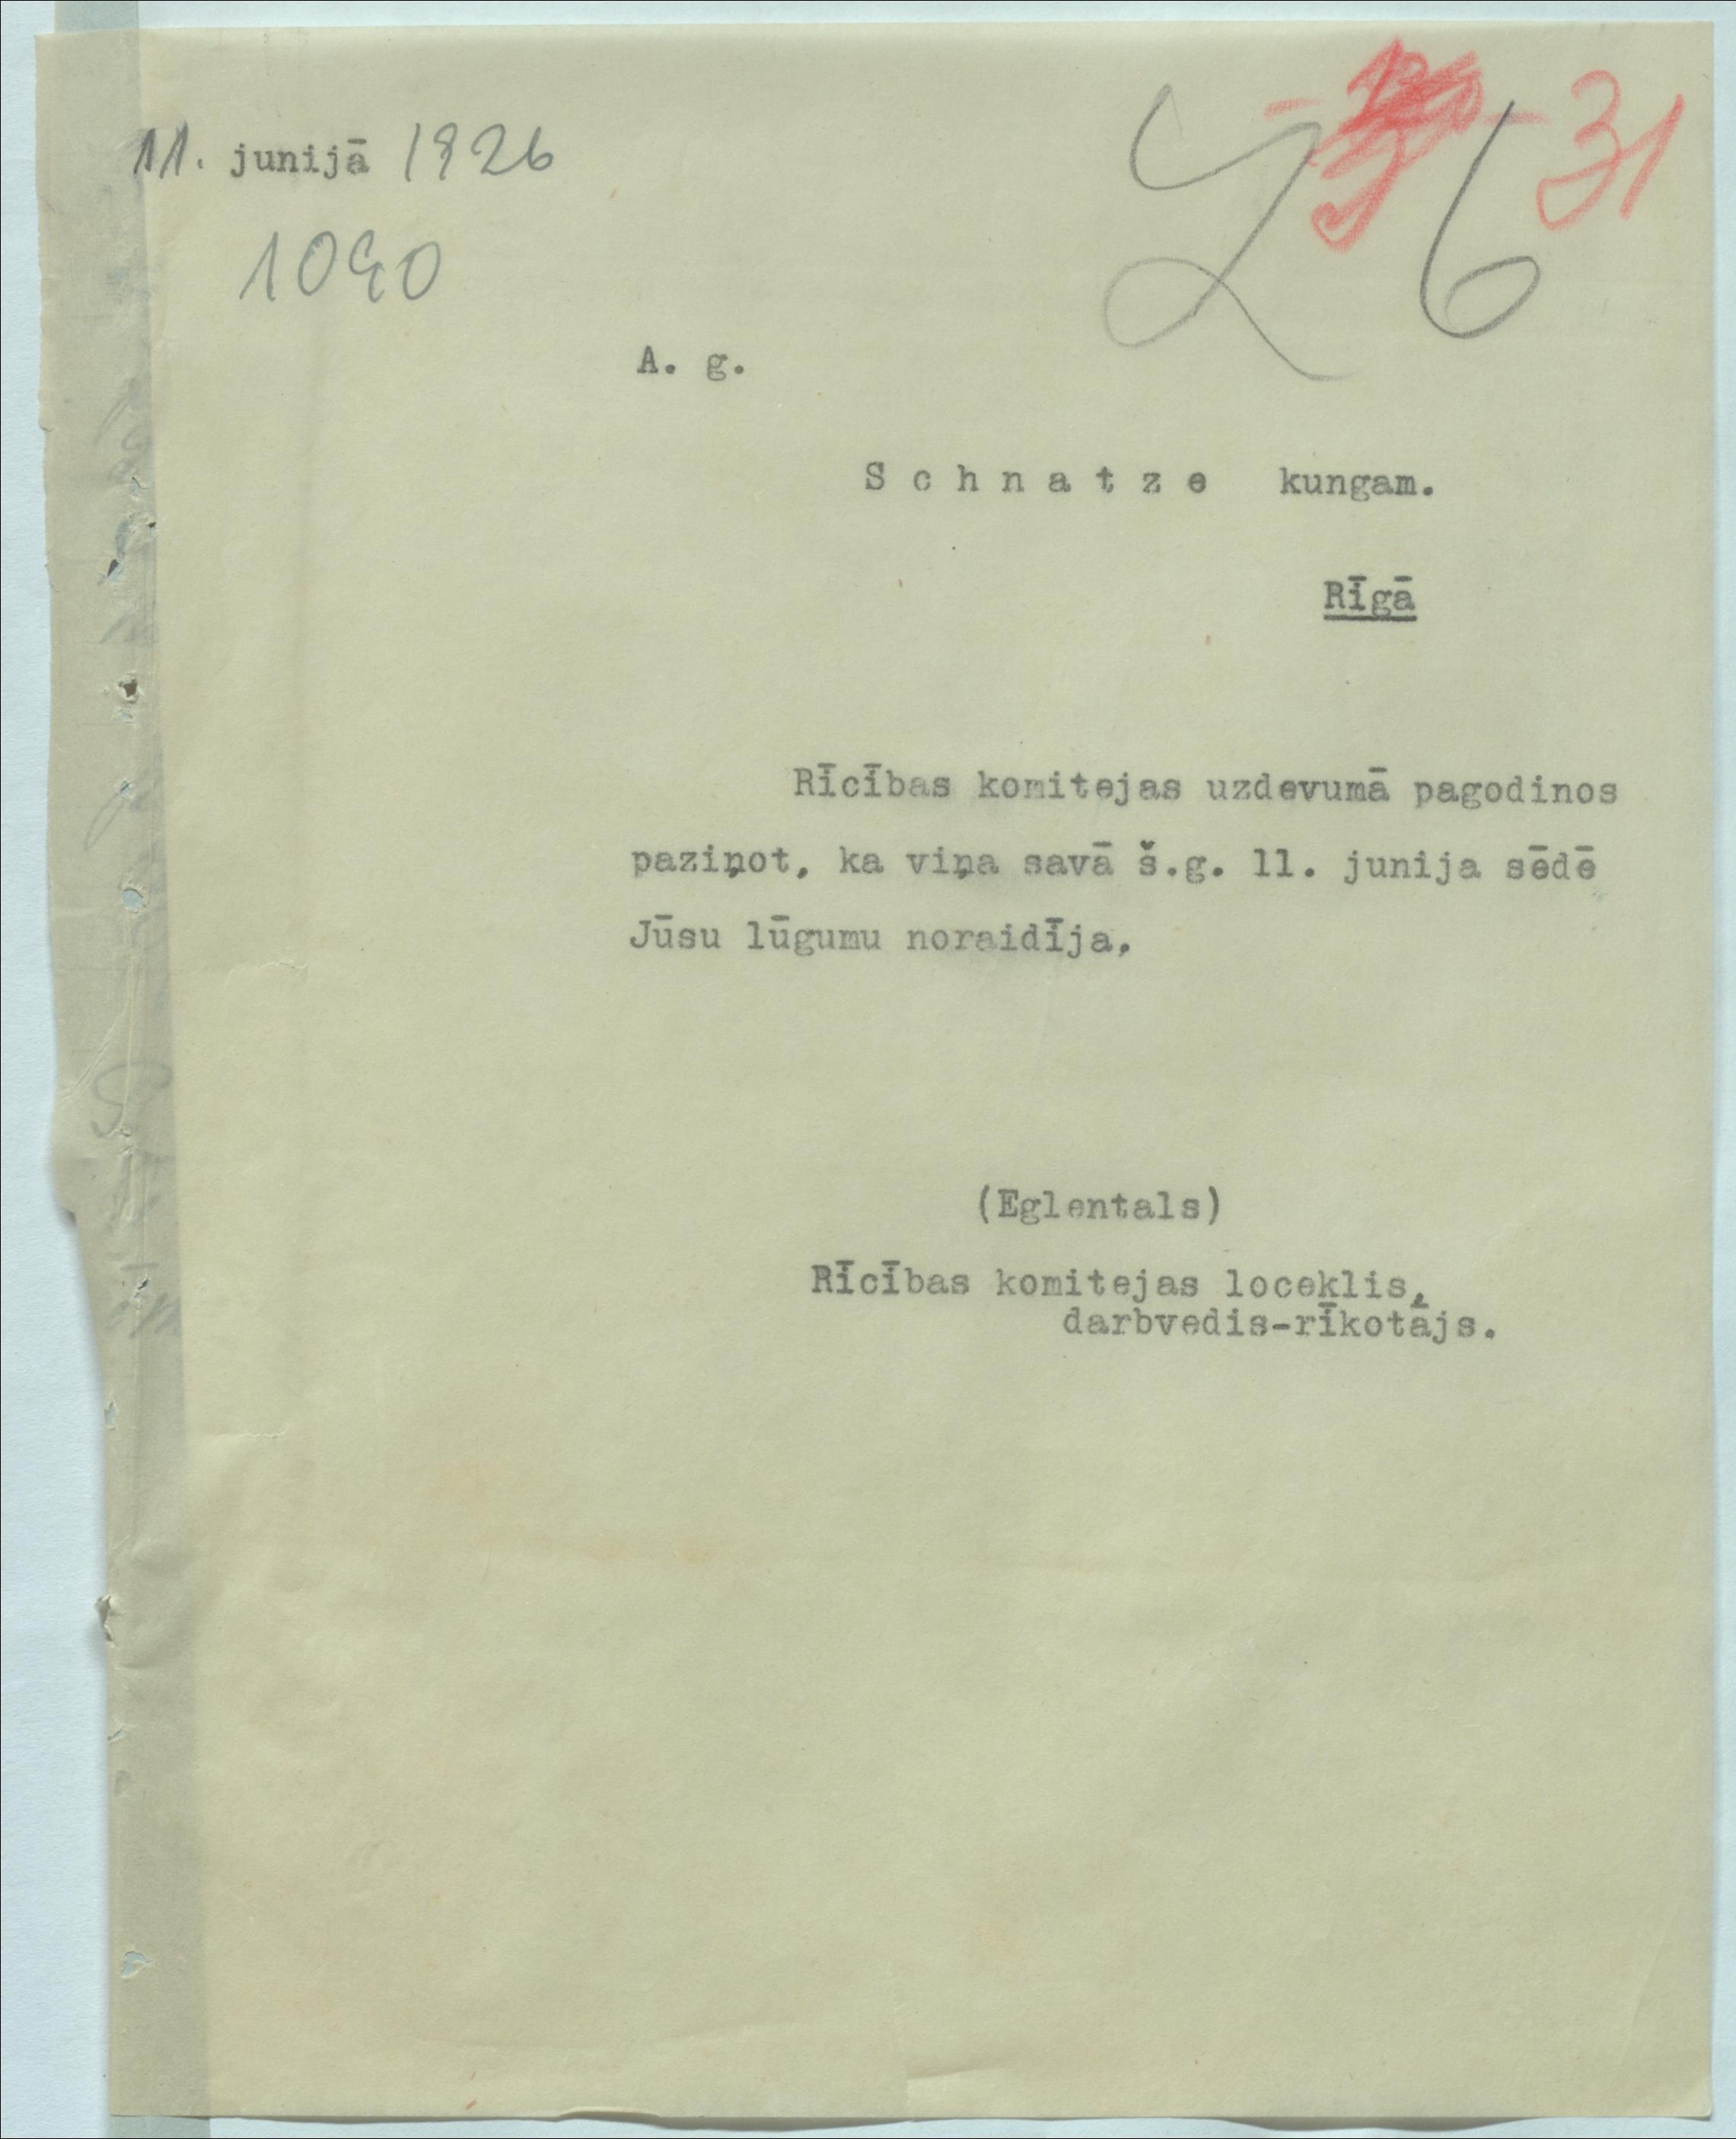 31
26
11. junijā 1926
1090
A. g.
Schnatze kungam.
Rīgā
Rīcības komitejas uzdevumā pagodinos
paziņot, ka viņa savā š.g. 11. junija sēdē
Jūsu lūgumu noraidīja.
(Eglentals)
Rīcības komitejas loceklis,
darbvedis-rīkotājs.